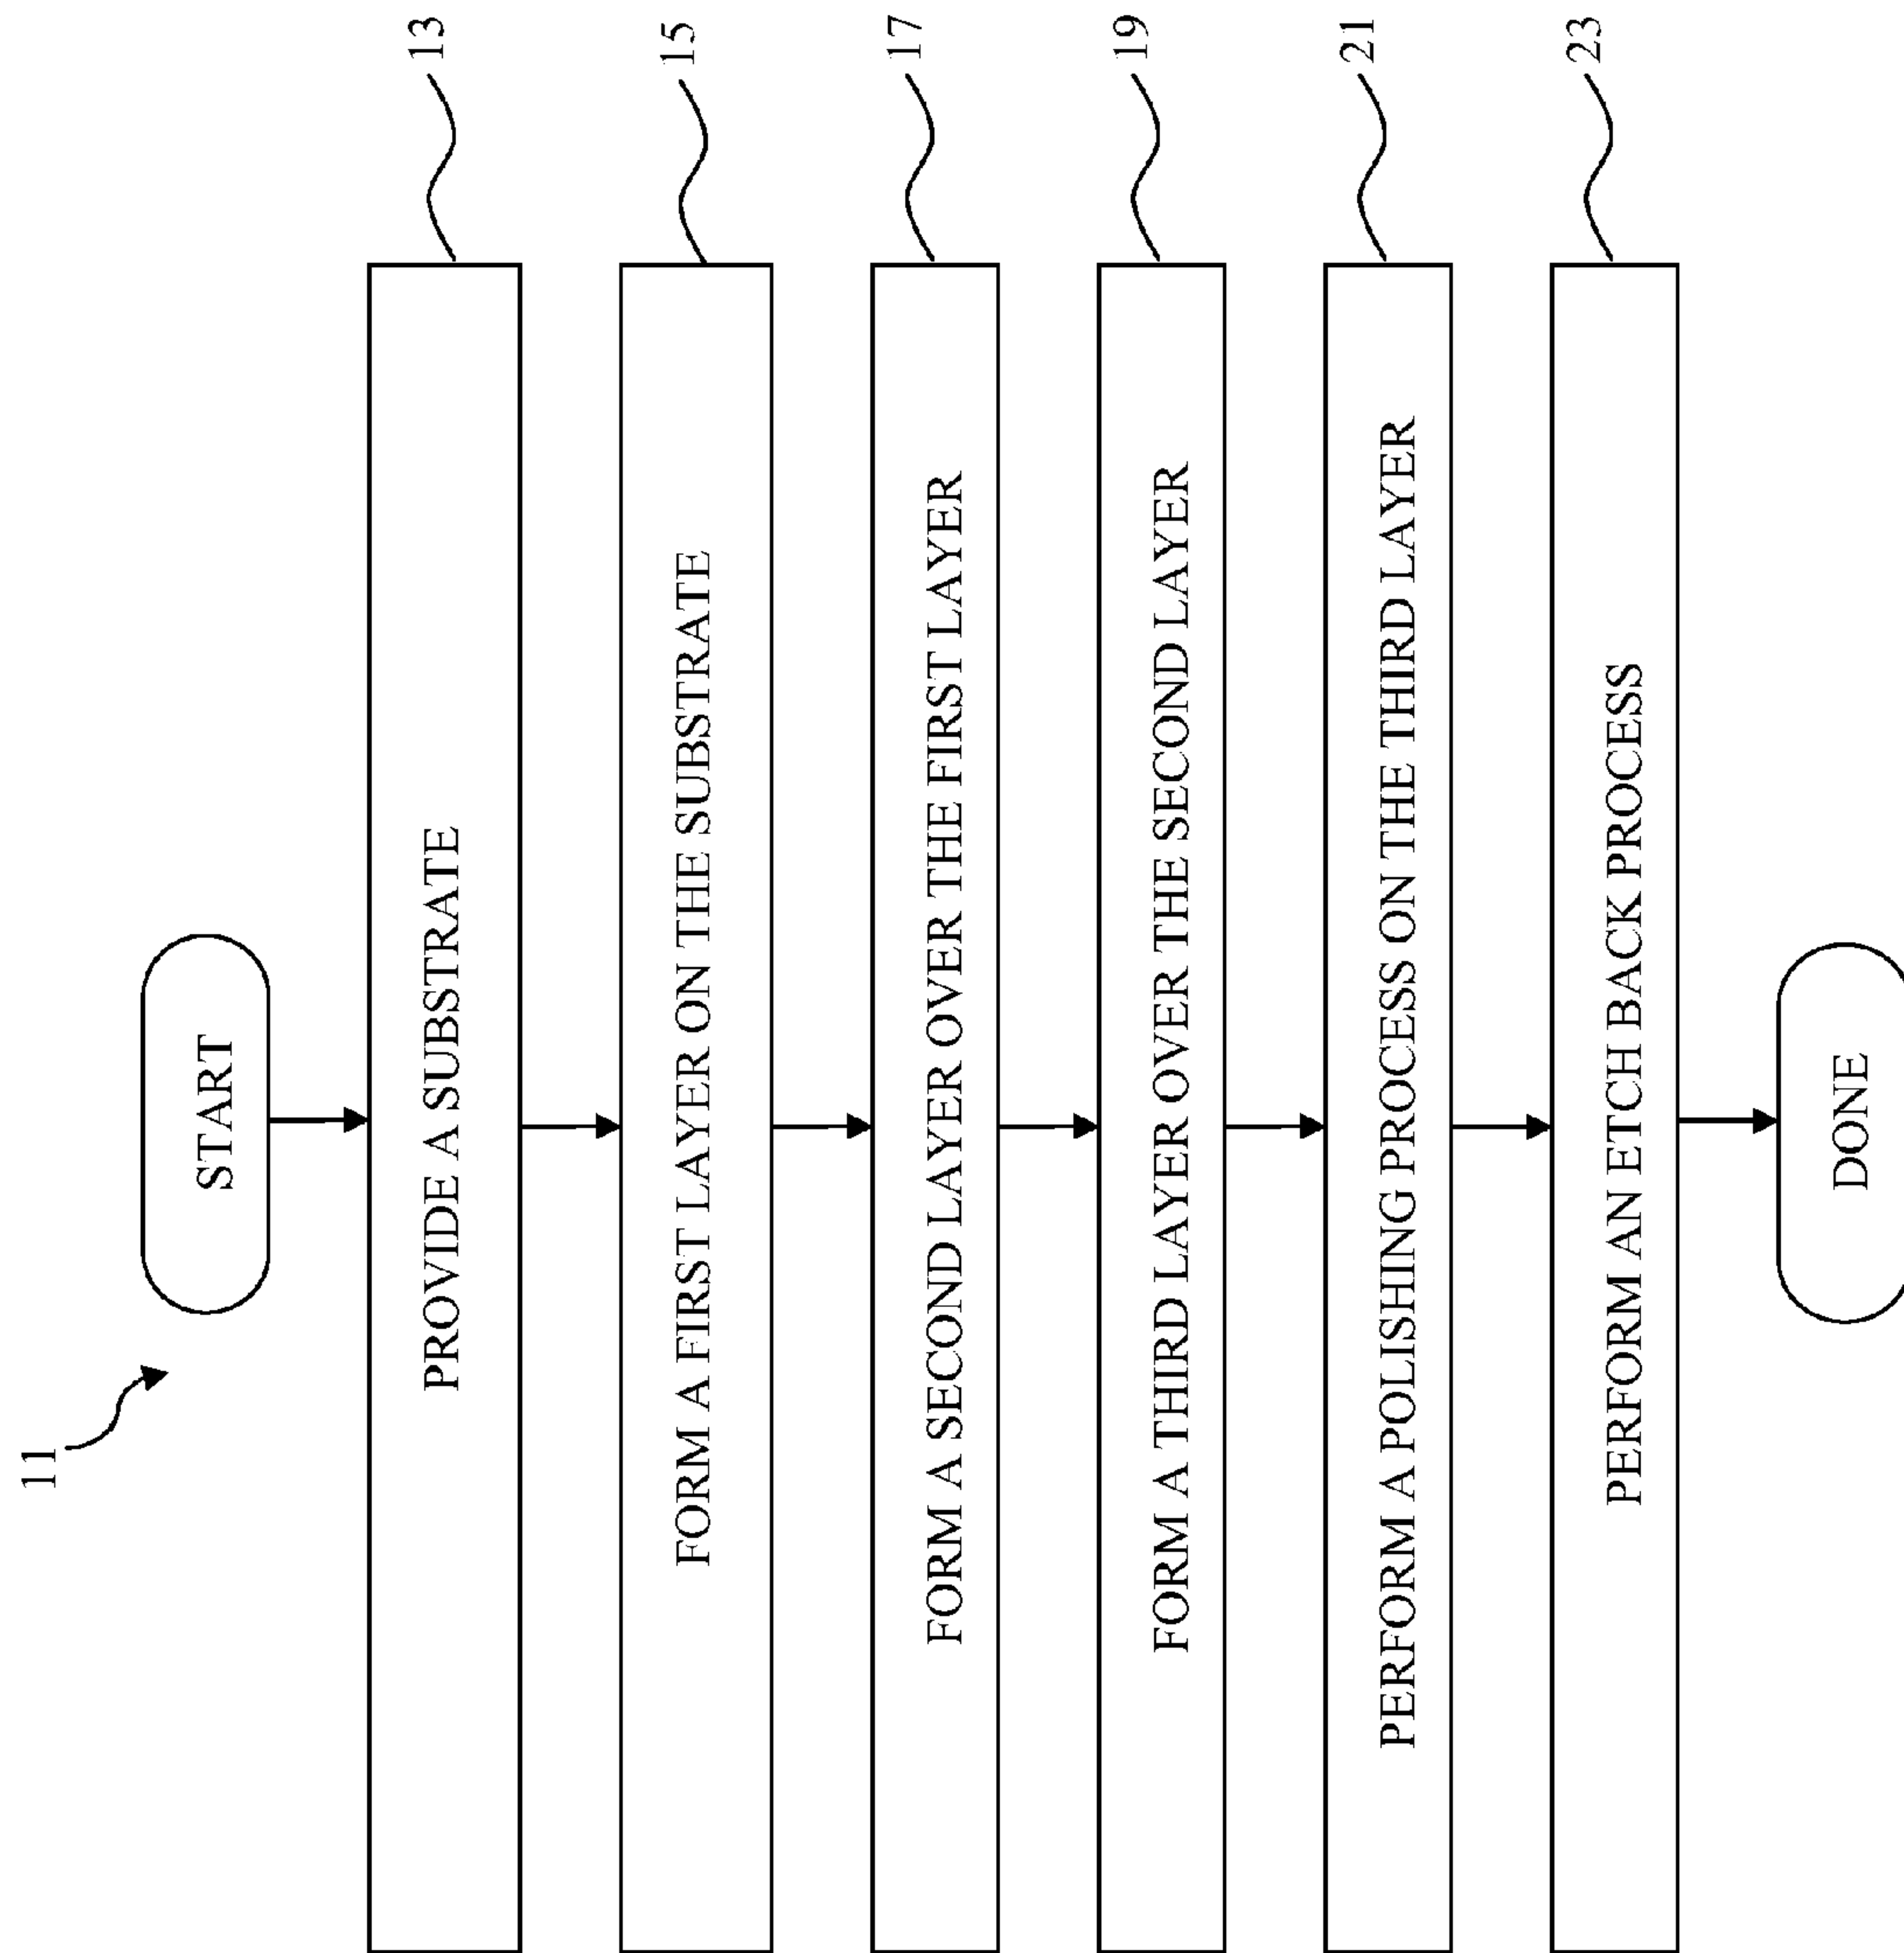 11
START
PROVIDE A SUBSTRATE
13
FORM A FIRST LAYER ON THE SUBSTRATE
15
FORM A SECOND LAYER OVER THE FIRST LAYER
17
FORM A THIRD LAYER OVER THE SECOND LAYER
19
PERFORM A POLISHING PROCESS ON THE THIRD LAYER
21
PERFORM AN ETCH BACK PROCESS
23
DONE